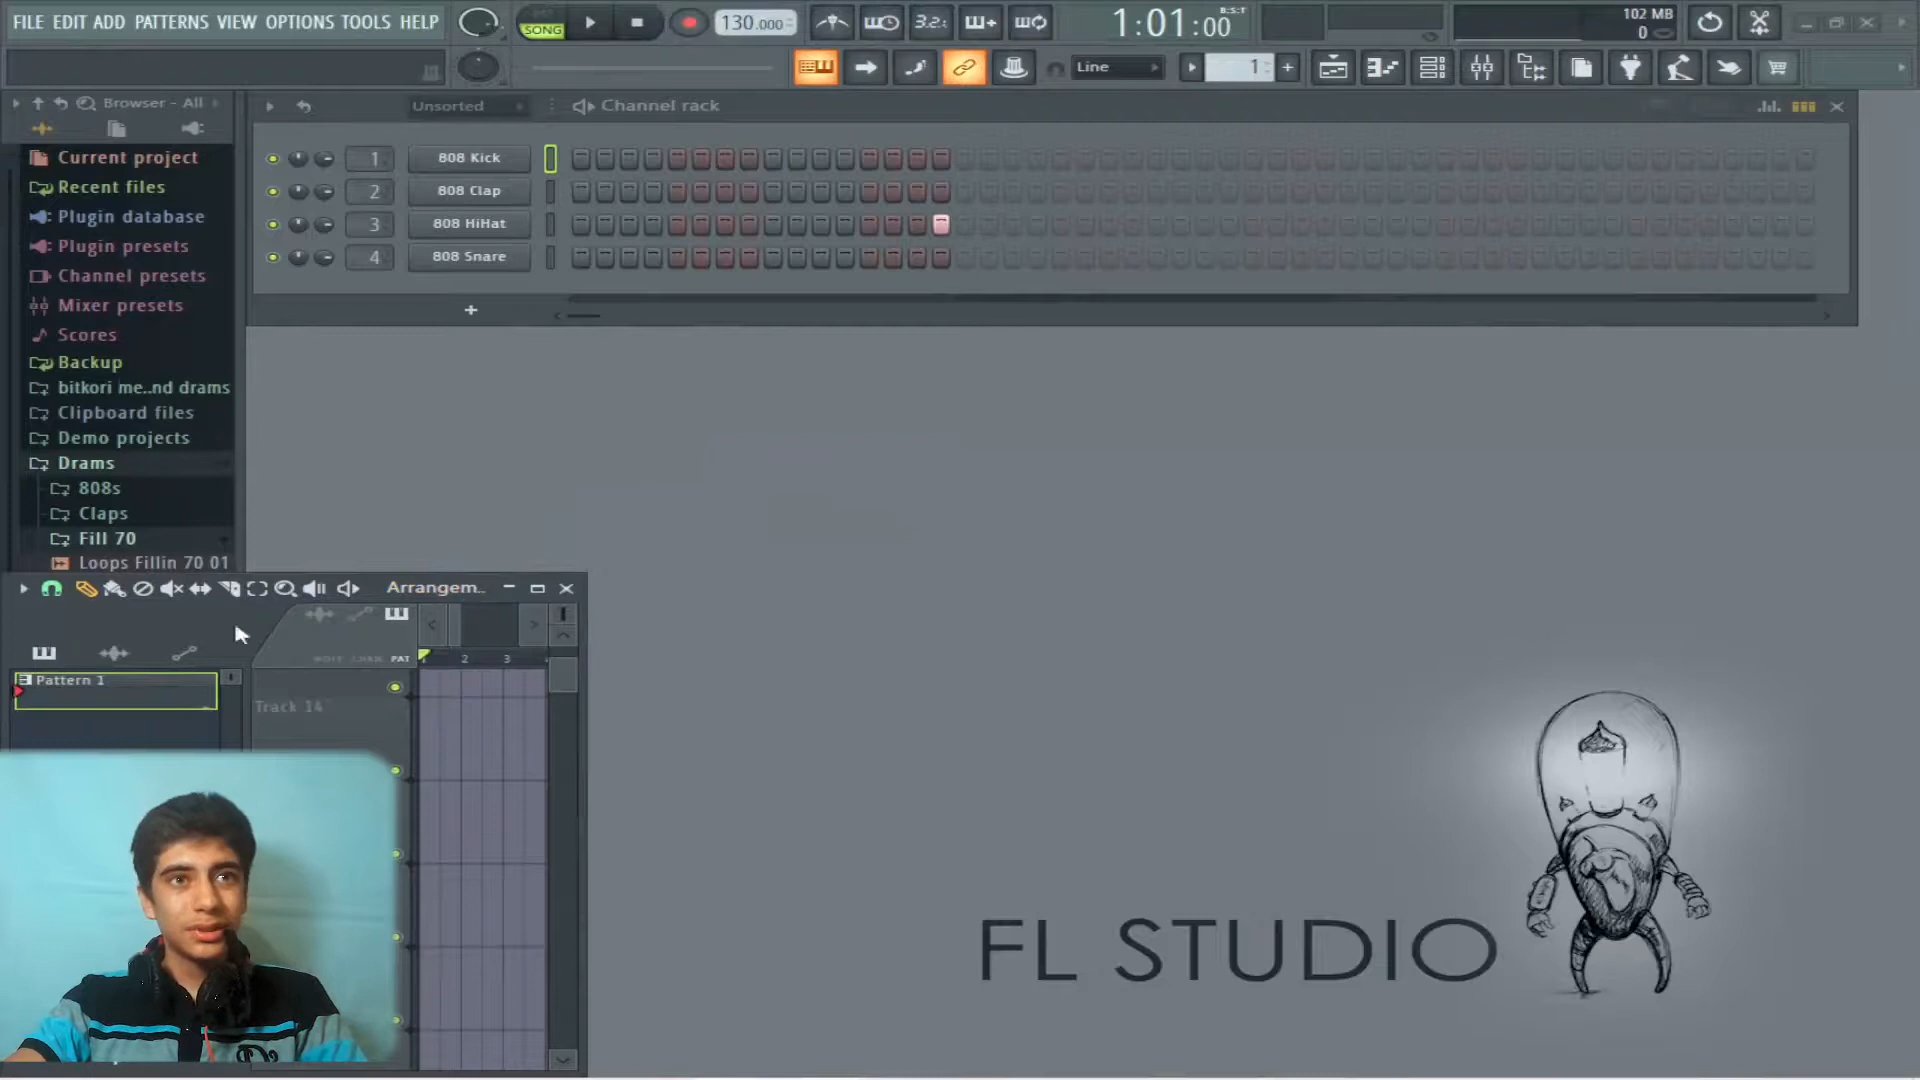 FILE EDIT ADD PATTERNS VIEW OPTIONS TOOLS HELP
SONG
130.000
3.2.
1:01:00
B:S:T
102 MB
0
Line
1
Browser - All
Unsorted
Channel rack
Current project
Recent files
Plugin database
Plugin presets
Channel presets
Mixer presets
Scores
Backup
bitkori me..nd drams
Clipboard files
Demo projects
Drams
808s
Claps
Fill 70
Loops Fillin 70 01
1 808 Kick
2 808 Clap
3 808 HiHat
4 808 Snare
+
Arrangem..
PAT
2 3
Pattern 1
Track 14
FL STUDIO